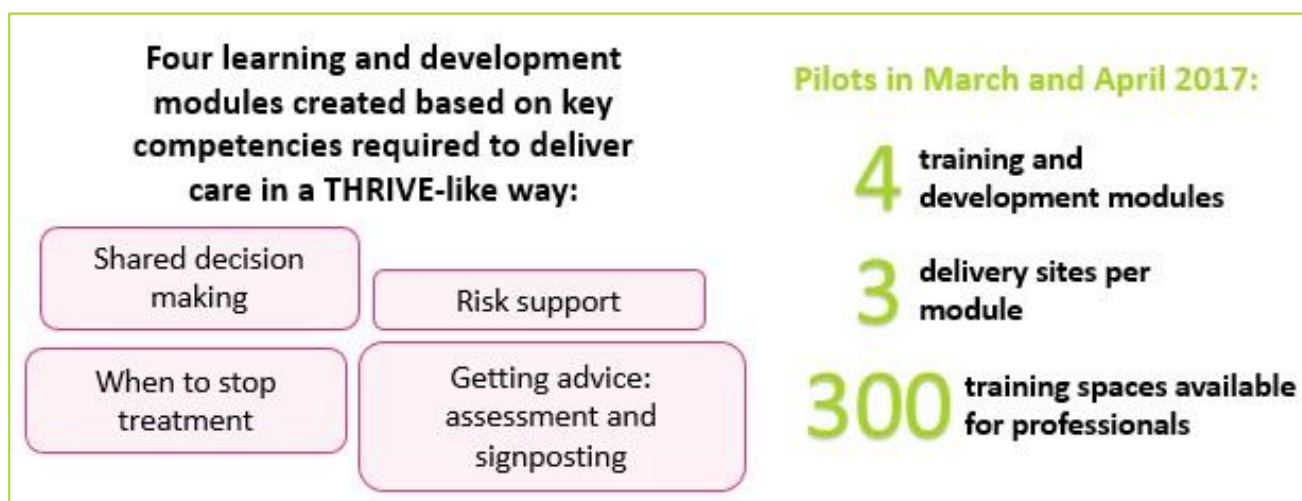 Four learning and development
modules created based on key
competencies required to deliver
care in a THRIVE-like way:
Shared decision
making
Risk support
When to stop
treatment
Getting advice:
assessment and
signposting
Pilots in March and April 2017:
4 training and
development modules
3 delivery sites per
module
300 training spaces available
for professionals